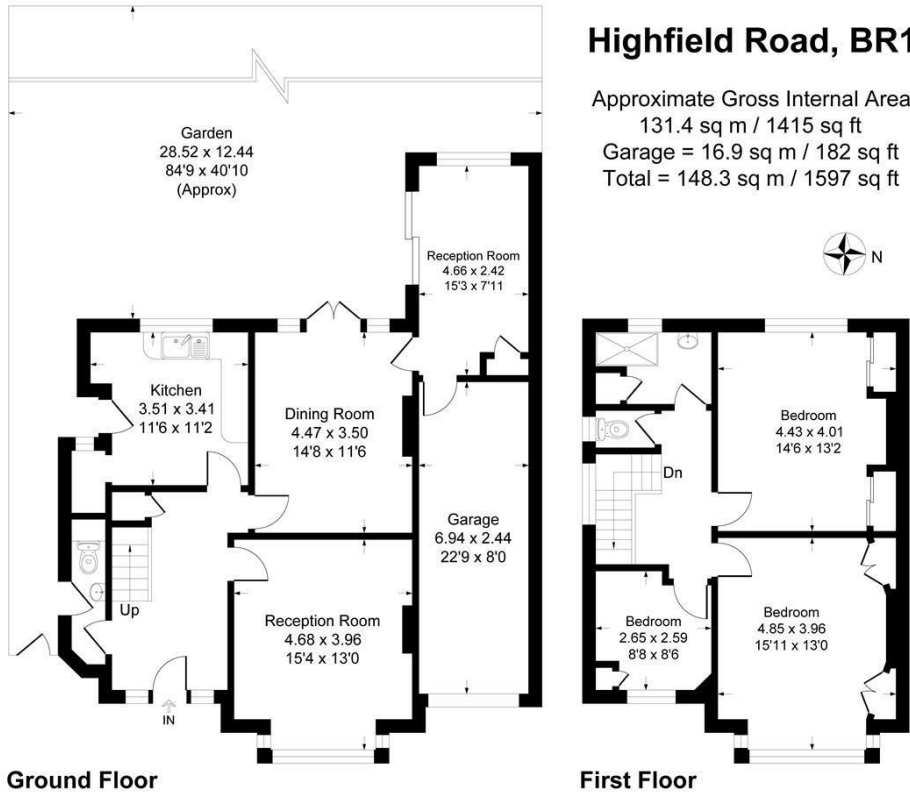 Highfield Road, BR1
Approximate Gross Internal Area
131.4 sq m / 1415 sq ft
Garage = 16.9 sq m / 182 sq ft
Total = 148.3 sq m / 1597 sq ft
N
Garden
28.52 x 12.44
84'9 x 40'10
(Approx)
Reception Room
4.66 x 2.42
15'3 x 7'11
Kitchen
3.51 x 3.41
11'6 x 11'2
Dining Room
4.47 x 3.50
14'8 x 11'6
Garage
6.94 x 2.44
22'9 x 8'0
Up
Reception Room
4.68 x 3.96
15'4 x 13'0
IN
Ground Floor
Bedroom
4.43 x 4.01
14'6 x 13'2
Dn
Bedroom
2.65 x 2.59
8'8 x 8'6
Bedroom
4.85 x 3.96
15'11 x 13'0
First Floor